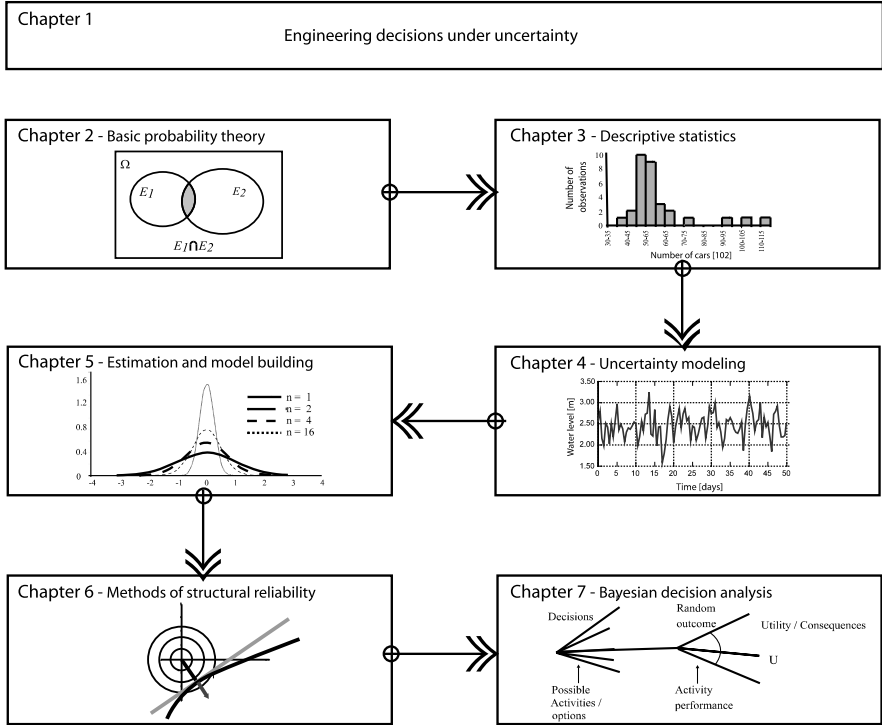 Chapter 1
Engineering decisions under uncertainty
Chapter 2 - Basic probability theory
Ω
E1
E2
E1∩E2
Chapter 3 - Descriptive statistics
Number of
observations
10
8
6
4
2
0
30-35
40-45
50-65
60-65
70-75
80-85
90-95
100-105
110-115
Number of cars [102]
Chapter 5 - Estimation and model building
1.6
1.2
0.8
0.4
0
-4 -3 -2 -1 0 1 2 3 4
n = 1
n = 2
n = 4
n = 16
Chapter 4 - Uncertainty modeling
Water level [m]
3.50
3.00
2.50
2.00
1.50
0 5 10 15 20 25 30 35 40 45 50
Time [days]
Chapter 6 - Methods of structural reliability
Chapter 7 - Bayesian decision analysis
Decisions
Random
outcome
Utility / Consequences
U
Possible
Activities /
options
Activity
performance